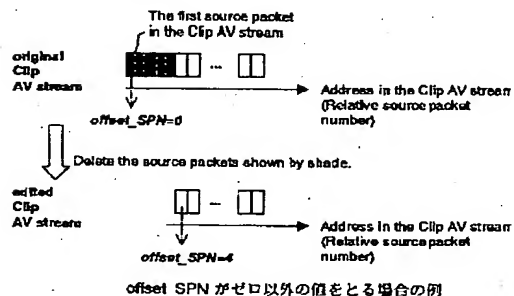 The first source packet
in the Clip AV stream
original
Clip
AV stream
...
Address in the Clip AV stream
(Relative source packet
number)
offset_SPN=0
Delete the source packets shown by shade.
edited
Clip
AV stream
...
Address in the Clip AV stream
(Relative source packet
number)
offset_SPN=4
offset SPN がゼロ以外の値をとる場合の例